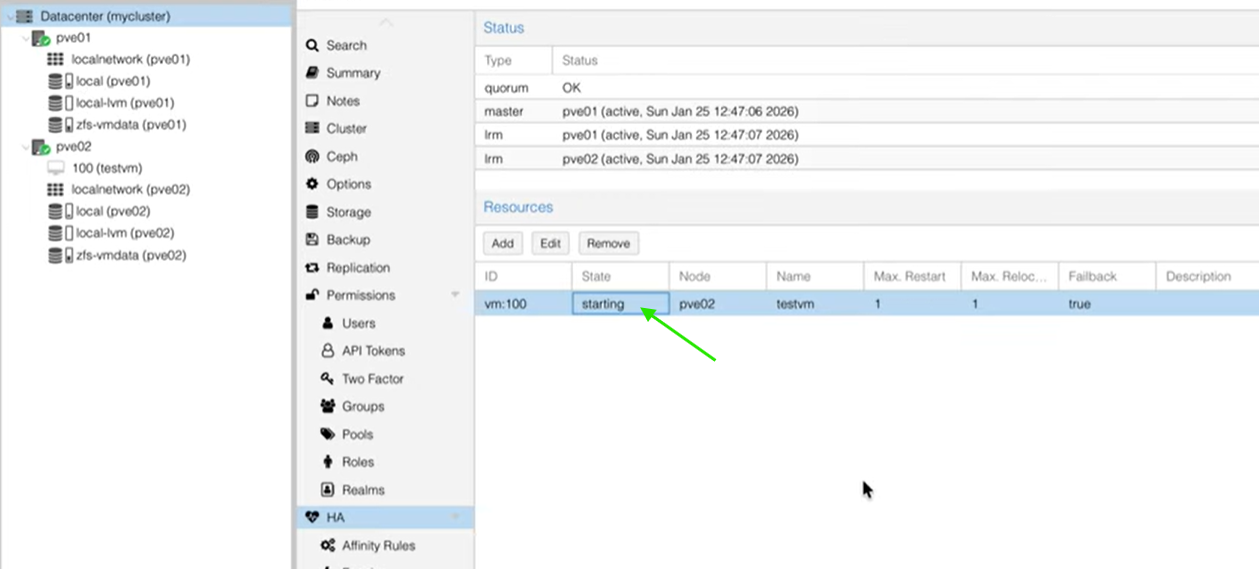 Datacenter (mycluster)
pve01
localnetwork (pve01)
local (pve01)
local-lvm (pve01)
zfs-vmdata (pve01)
pve02
100 (testvm)
localnetwork (pve02)
local (pve02)
local-lvm (pve02)
zfs-vmdata (pve02)
Search
Summary
Notes
Cluster
Ceph
Options
Storage
Backup
Replication
Permissions
Users
API Tokens
Two Factor
Groups
Pools
Roles
Realms
HA
Affinity Rules
Status
Type Status
quorum OK
master pve01 (active, Sun Jan 25 12:47:06 2026)
lrm pve01 (active, Sun Jan 25 12:47:07 2026)
lrm pve02 (active, Sun Jan 25 12:47:07 2026)
Resources
Add Edit Remove
ID State Node Name Max. Restart Max. Reloc... Failback Description
vm:100 starting pve02 testvm 1 1 true